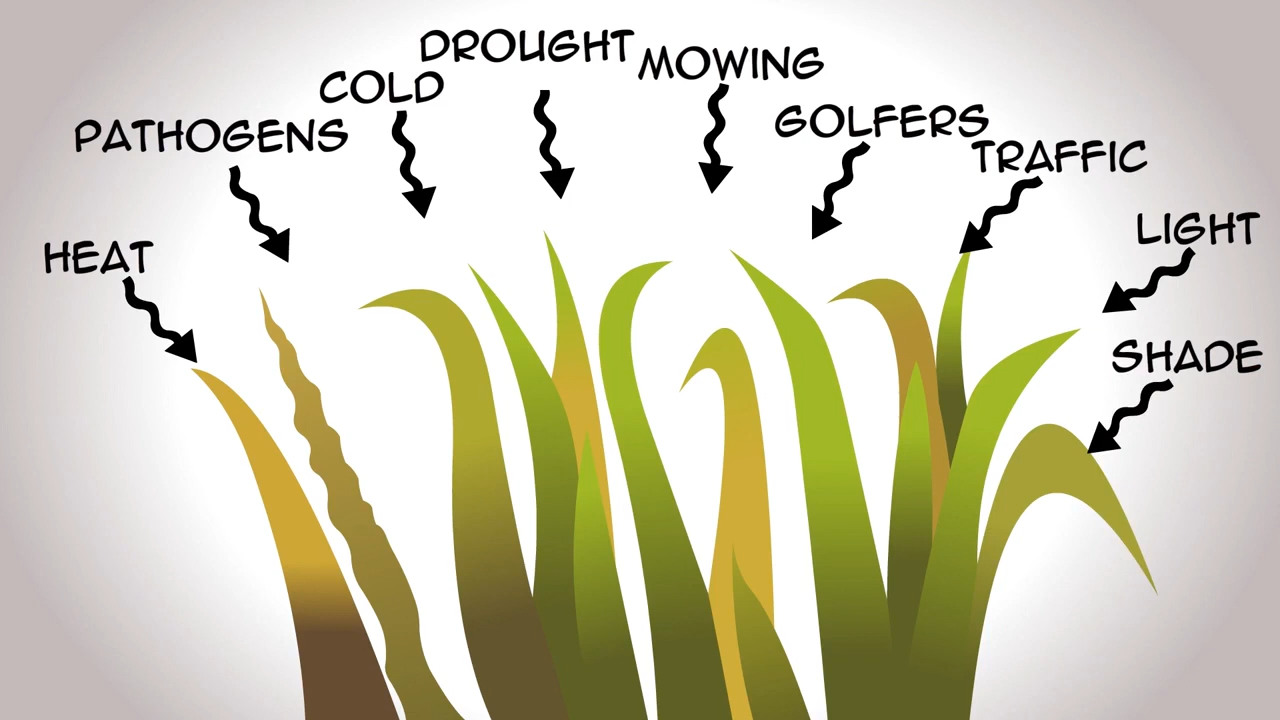 HEAT
PATHOGENS
COLD
DROUGHT
MOWING
GOLFERS
TRAFFIC
LIGHT
SHADE